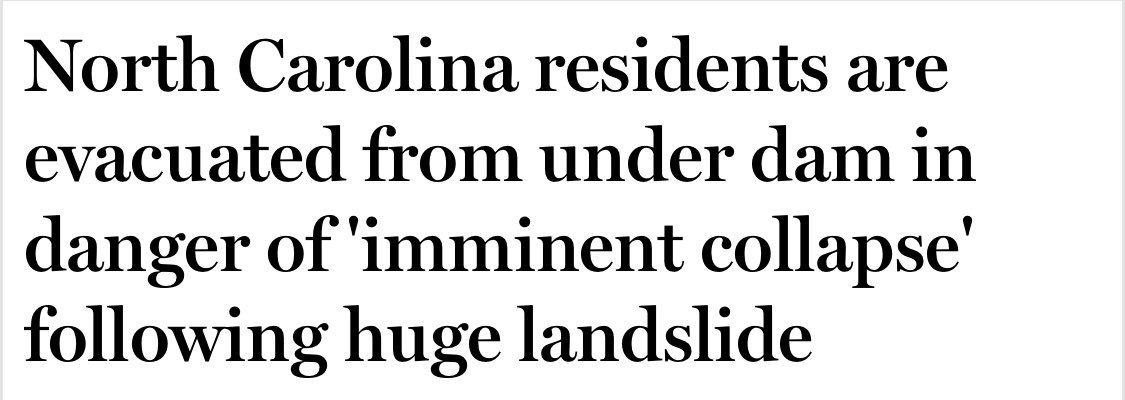 North Carolina residents are
evacuated from under dam in
danger of 'imminent collapse'
following huge landslide